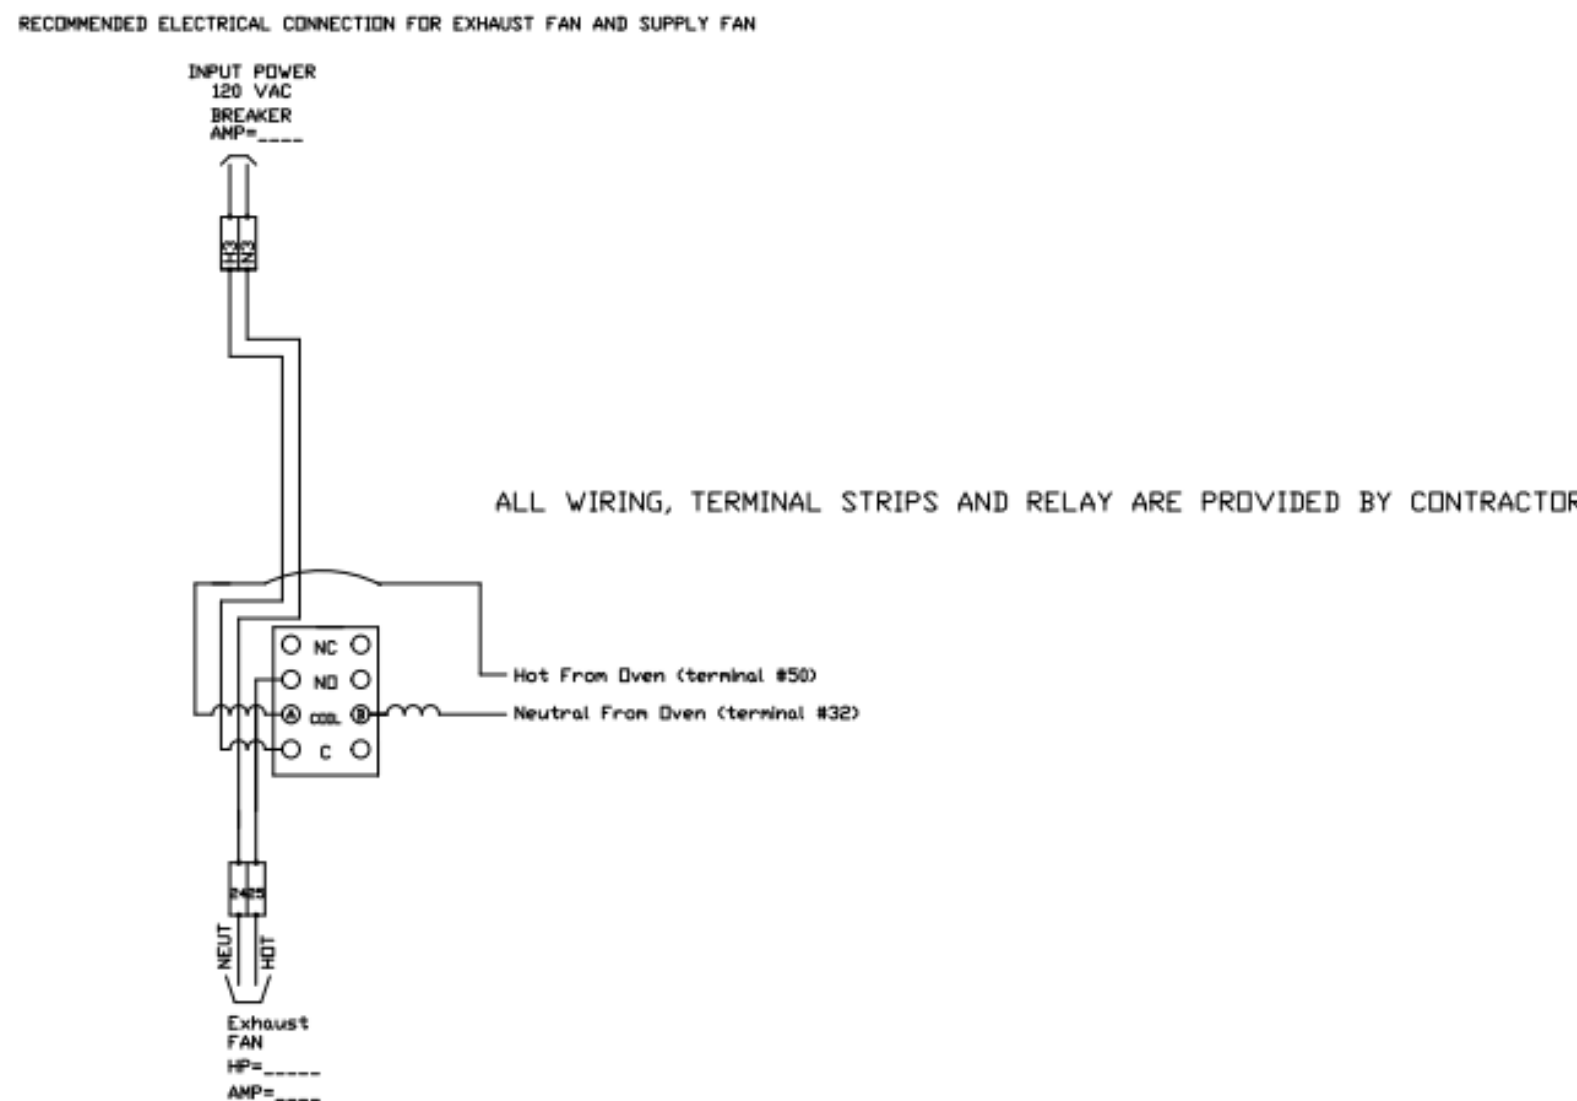 RECOMMENDED ELECTRICAL CONNECTION FOR EXHAUST FAN AND SUPPLY FAN
INPUT POWER
120 VAC
BREAKER
AMP=____
H3 N3
ALL WIRING, TERMINAL STRIPS AND RELAY ARE PROVIDED BY CONTRACTOR
NC
Hot From Oven (terminal #50)
NO
A COIL B
Neutral From Oven (terminal #32)
C
24 25
NEUT HOT
Exhaust
FAN
HP=_____
AMP=____